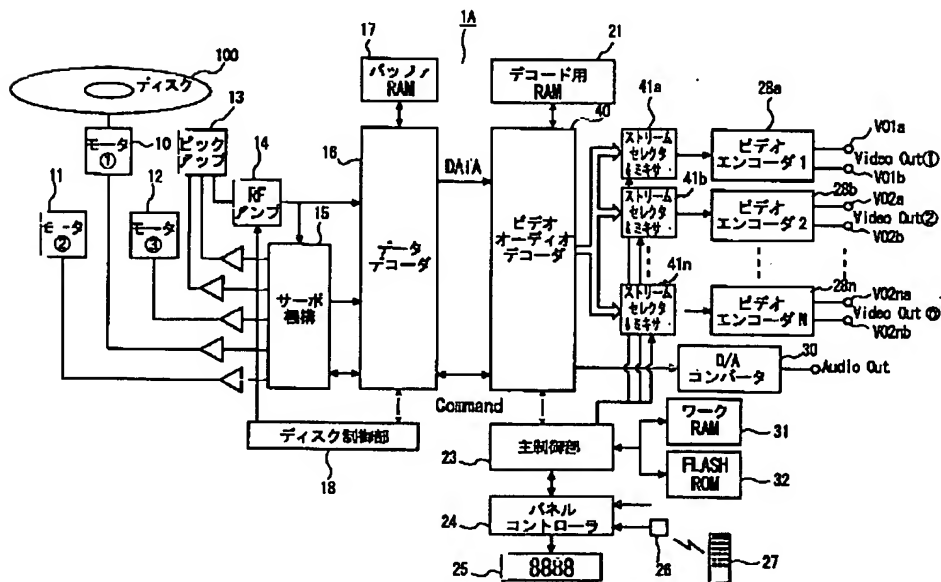 1A
100
ディスク
17
バッファ
RAM
21
デコード用
RAM
40
13
ピック
アップ
モータ
①
10
14
RF
アンプ
11
モータ
②
12
モータ
③
15
サーボ
機構
16
データ
デコーダ
DATA
Command
ビデオ
オーディオ
デコーダ
41a
ストリーム
セレクタ
&ミキサ
28a
ビデオ
エンコーダ 1
V01a
Video Out①
V01b
41b
ストリーム
セレクタ
&ミキサ
28b
ビデオ
エンコーダ 2
V02a
Video Out②
V02b
41n
ストリーム
セレクタ
&ミキサ
28n
ビデオ
エンコーダ N
V02na
Video Out
V02nb
D/A
コンバータ
30
Audio Out
ディスク制御部
18
主制御部
23
ワーク
RAM
31
FLASH
ROM
32
24
パネル
コントローラ
25
8888
26
27